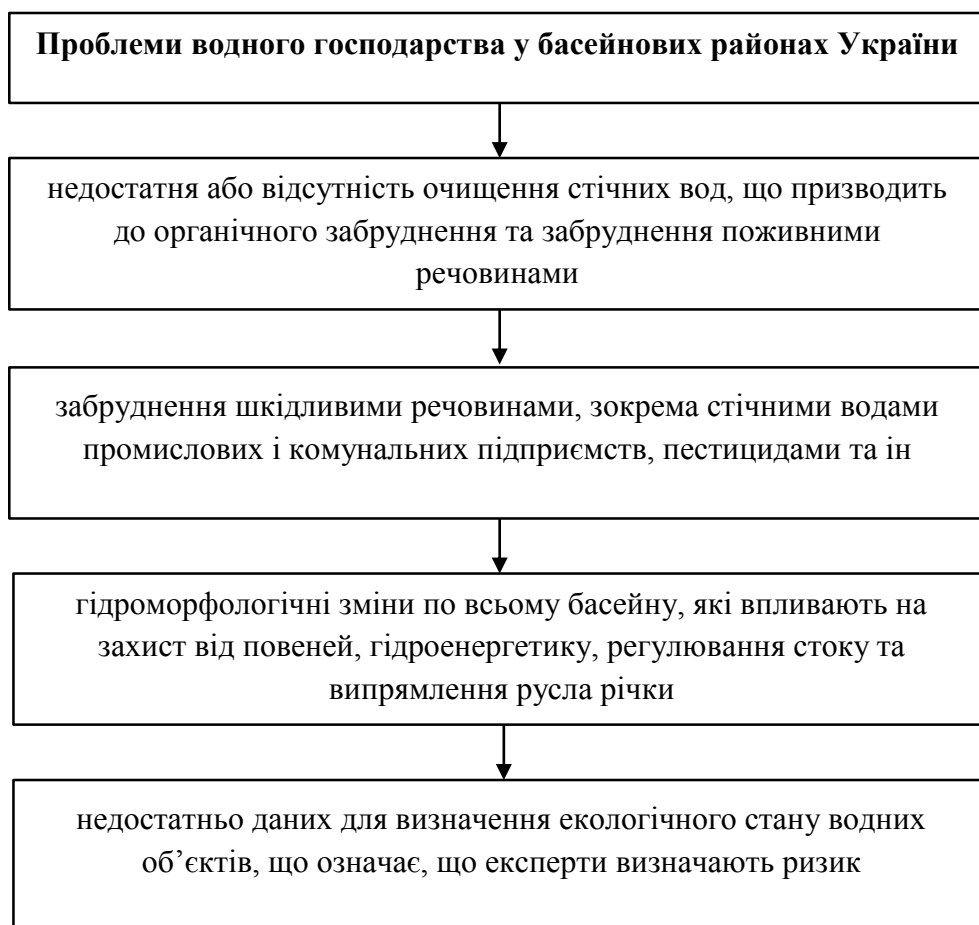 Проблеми водного господарства у басейнових районах України
недостатня або відсутність очищення стічних вод, що призводить
до органічного забруднення та забруднення поживними
речовинами
забруднення шкідливими речовинами, зокрема стічними водами
промислових і комунальних підприємств, пестицидами та ін
гідроморфологічні зміни по всьому басейну, які впливають на
захист від повеней, гідроенергетику, регулювання стоку та
випрямлення русла річки
недостатньо даних для визначення екологічного стану водних
об’єктів, що означає, що експерти визначають ризик